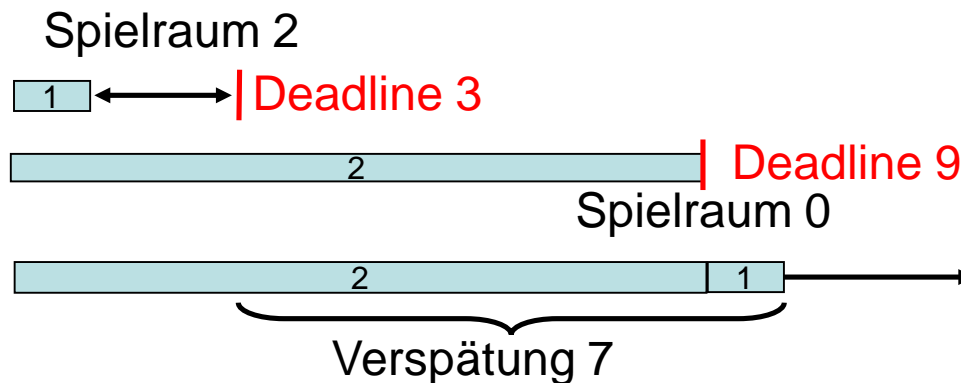 Spielraum 2
1
Deadline 3
2
Deadline 9
Spielraum 0
2
1
Verspätung 7